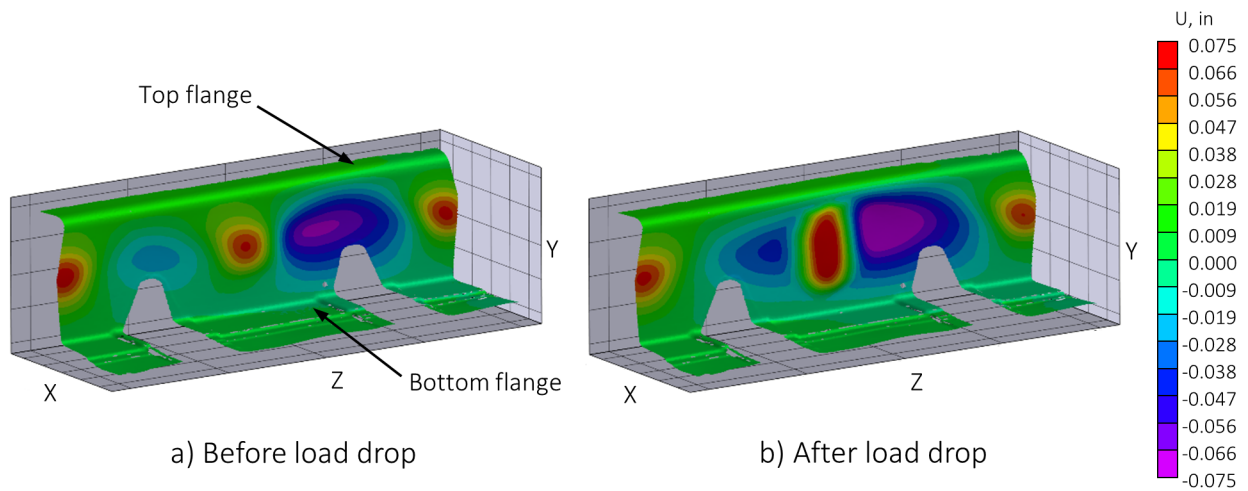 U, in
0.075
0.066
0.056
0.047
0.038
0.028
0.019
0.009
-0.009
-0.019
-0.028
-0.038
-0.047
-0.056
-0.066
-0.075
Top flange
Bottom flange
X
Z
Y
a) Before load drop
X
Z
Y
b) After load drop